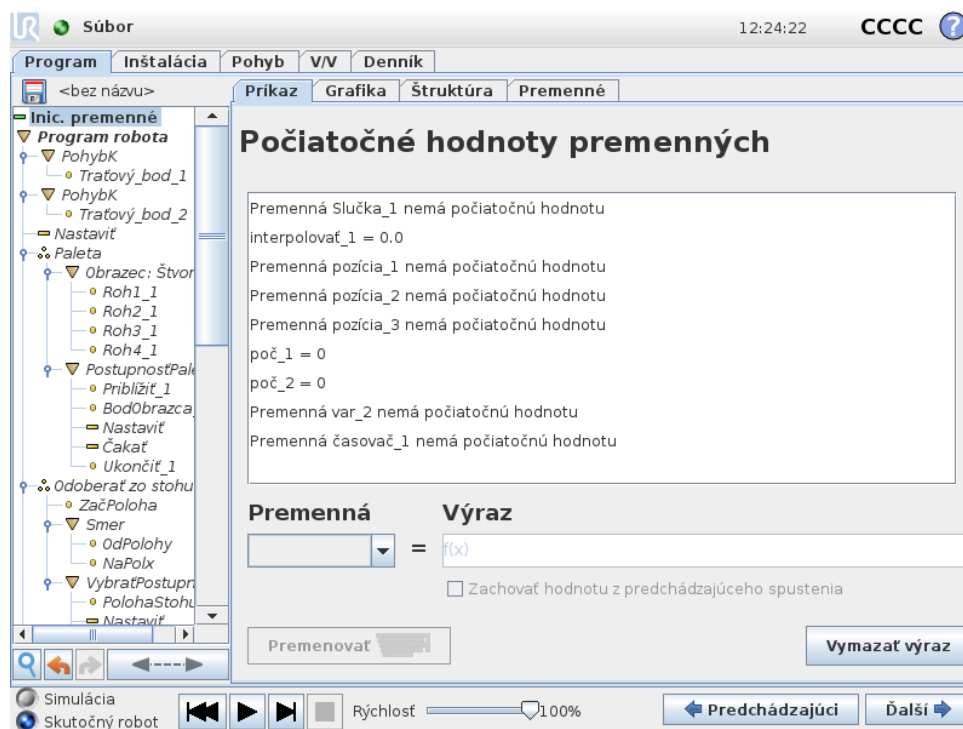 UR Súbor 12:24:22 CCCC ?
Program Inštalácia Pohyb V/V Denník
<bez názvu> Príkaz Grafika Štruktúra Premenné
Inic. premenné
Program robota
PohybK
Traťový_bod_1
PohybK
Traťový_bod_2
Nastaviť
Paleta
Obrazec: Štvor
Roh1_1
Roh2_1
Roh3_1
Roh4_1
PostupnosťPale
Priblížiť_1
BodObrazca_
Nastaviť
Čakať
Ukončiť_1
Odoberať zo stohu
ZačPoloha
Smer
OdPolohy
NaPolx
VybraťPostupn
PolohaStohu
Nastaviť
Počiatočné hodnoty premenných
Premenná Slučka_1 nemá počiatočnú hodnotu
interpolovať_1 = 0.0
Premenná pozícia_1 nemá počiatočnú hodnotu
Premenná pozícia_2 nemá počiatočnú hodnotu
Premenná pozícia_3 nemá počiatočnú hodnotu
poč_1 = 0
poč_2 = 0
Premenná var_2 nemá počiatočnú hodnotu
Premenná časovač_1 nemá počiatočnú hodnotu
Premenná Výraz
= f(x)
Zachovať hodnotu z predchádzajúceho spustenia
Premenovať Vymazať výraz
Simulácia
Skutočný robot
Rýchlosť 100% Predchádzajúci Ďalší